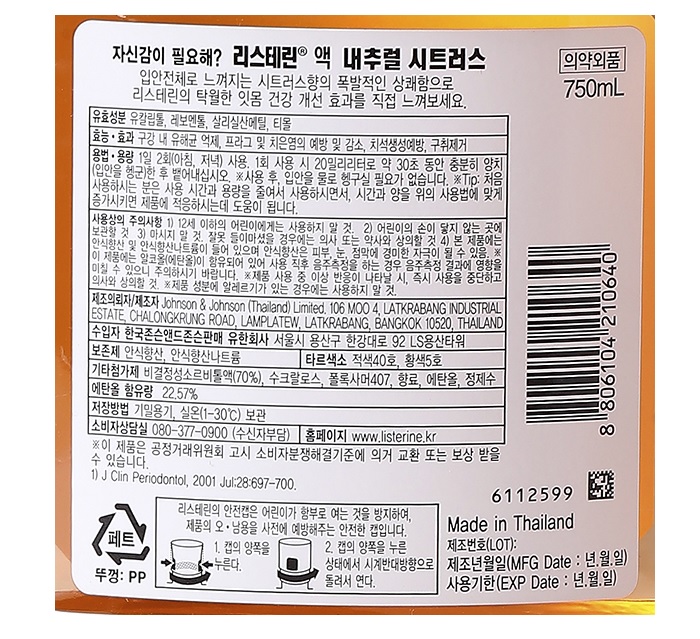 자신감이 필요해? 리스테린® 액 내추럴 시트러스
의약외품
입안전체로 느껴지는 시트러스향의 폭발적인 상쾌함으로
리스테린의 탁월한 잇몸 건강 개선 효과를 직접 느껴보세요.
750mL
유효성분 유칼립톨, 레보멘톨, 살리실산메틸, 티몰
효능·효과 구강 내 유해균 억제, 프라그 및 치은염의 예방 및 감소, 치석생성예방, 구취제거
용법·용량 1일 2회(아침, 저녁) 사용. 1회 사용 시 20밀리리터로 약 30초 동안 충분히 양치
(입안을 헹굼)한 후 뱉어내십시오. ※사용 후, 입안을 물로 헹구실 필요가 없습니다. ※Tip: 처음
사용하시는 분은 사용 시간과 용량을 줄여서 사용하시면서, 시간과 양을 위의 사용법에 맞게
증가시키면 제품에 적응하시는데 도움이 됩니다.
사용상의 주의사항 1) 12세 이하의 어린이에게는 사용하지 말 것. 2) 어린이의 손이 닿지 않는 곳에
보관할 것 3) 마시지 말 것. 잘못 들이마셨을 경우에는 의사 또는 약사와 상의할 것 4) 본 제품에는
안식향산 및 안식향산나트륨이 들어 있으며 안식향산은 피부, 눈, 점막에 경미한 자극이 될 수 있음. ※
이 제품에는 알코올(에탄올)이 함유되어 있어 사용 직후 음주측정을 하는 경우 음주측정 결과에 영향을
미칠 수 있으니 주의하시기 바랍니다. ※제품 사용 중 이상 반응이 나타날 시, 즉시 사용을 중단하고
의사와 상의할 것. ※제품 성분에 알레르기가 있는 경우에는 사용하지 말 것.
제조의뢰자/제조자 Johnson & Johnson (Thailand) Limited. 106 MOO 4, LATKRABANG INDUSTRIAL
ESTATE, CHALONGKRUNG ROAD, LAMPLATEW, LATKRABANG, BANGKOK 10520, THAILAND
수입자 한국존슨앤드존슨판매 유한회사 서울시 용산구 한강대로 92 LS용산타워
보존제 안식향산, 안식향산나트륨 타르색소 적색40호, 황색5호
기타첨가제 비결정성소르비톨액(70%), 수크랄로스, 폴록사머407, 향료, 에탄올, 정제수
에탄올 함유량 22.57%
저장방법 기밀용기, 실온(1-30℃) 보관
소비자상담실 080-377-0900 (수신자부담) 홈페이지 www.listerine.kr
※이 제품은 공정거래위원회 고시 소비자분쟁해결기준에 의거 교환 또는 보상 받을
수 있습니다.
1) J Clin Periodontol, 2001 Jul:28:697-700.
8 806104 210640
6112599
페트
뚜껑: PP
리스테린의 안전캡은 어린이가 함부로 여는 것을 방지하여,
제품의 오·남용을 사전에 예방해주는 안전한 캡입니다.
1. 캡의 양쪽을
누른다.
2. 캡의 양쪽을 누른
상태에서 시계반대방향으로
돌려서 연다.
Made in Thailand
제조번호(LOT):
제조년월일(MFG Date : 년.월.일)
사용기한(EXP Date : 년.월.일)